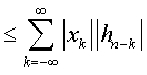 ≤ ∑_{k=-∞}^{∞} |x_k||h_{n-k}|